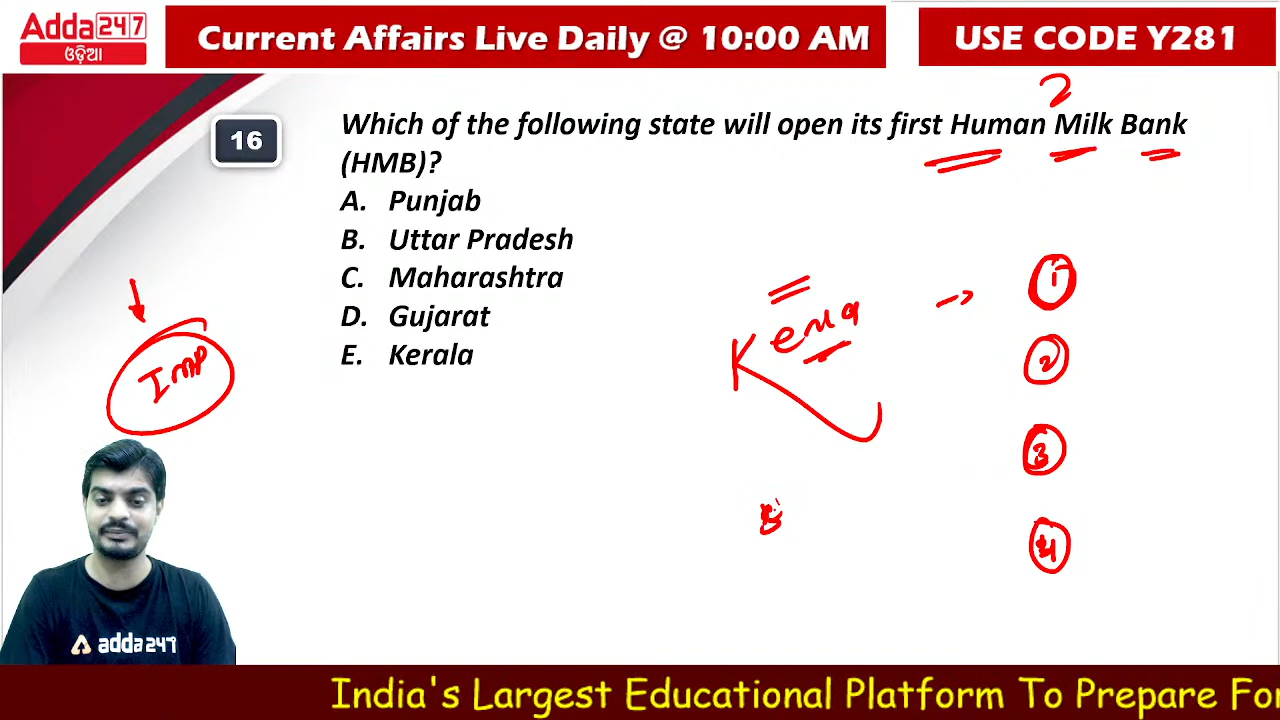 Adda 247
ଓଡ଼ିଆ
Current Affairs Live Daily @ 10:00 AM
USE CODE Y281
2
16
Which of the following state will open its first Human Milk Bank
(HMB)?
A. Punjab
B. Uttar Pradesh
C. Maharashtra
D. Gujarat
E. Kerala
Imp
1
2
3
4
adda247
India's Largest Educational Platform To Prepare For